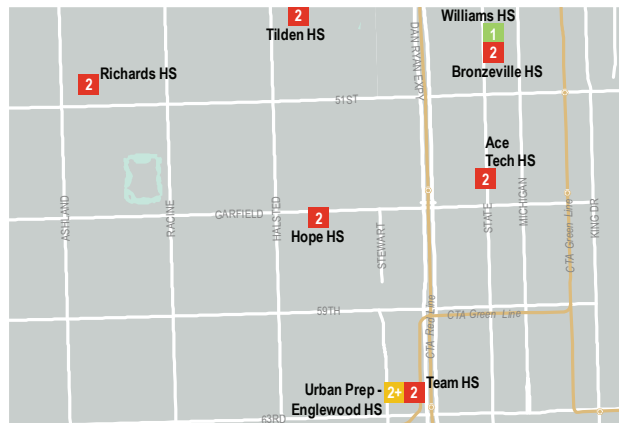 Williams HS
1
2
Bronzeville HS
2
Tilden HS
DAN RYAN EXPY
Richards HS
2
51ST
Ace
Tech HS
2
ASHLAND
RACINE
GARFIELD
HALSTED
2
Hope HS
STEWART
STATE
MICHIGAN
CTA Green Line
KING DR
59TH
CTA Red Line
CTA Green Line
Urban Prep -
Englewood HS
2+
2
Team HS
63RD